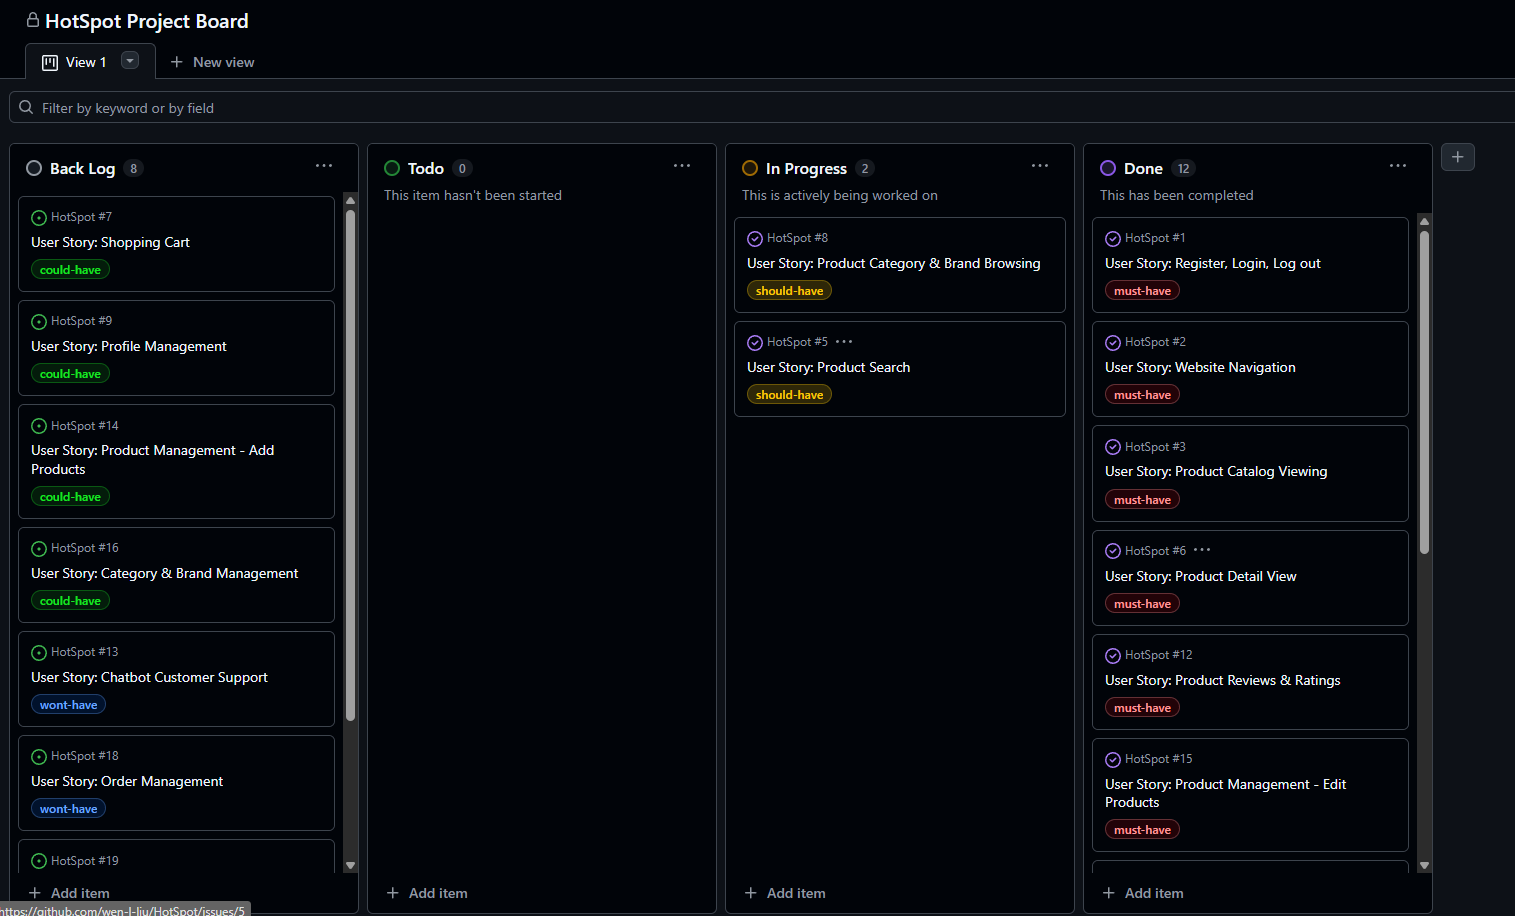 HotSpot Project Board
View 1
New view
Filter by keyword or by field
Back Log 8
HotSpot #7
User Story: Shopping Cart
could-have
HotSpot #9
User Story: Profile Management
could-have
HotSpot #14
User Story: Product Management - Add
Products
could-have
HotSpot #16
User Story: Category & Brand Management
could-have
HotSpot #13
User Story: Chatbot Customer Support
wont-have
HotSpot #18
User Story: Order Management
wont-have
HotSpot #19
Add item
Todo 0
This item hasn't been started
Add item
In Progress 2
This is actively being worked on
HotSpot #8
User Story: Product Category & Brand Browsing
should-have
HotSpot #5
User Story: Product Search
should-have
Add item
Done 12
This has been completed
HotSpot #1
User Story: Register, Login, Log out
must-have
HotSpot #2
User Story: Website Navigation
must-have
HotSpot #3
User Story: Product Catalog Viewing
must-have
HotSpot #6
User Story: Product Detail View
must-have
HotSpot #12
User Story: Product Reviews & Ratings
must-have
HotSpot #15
User Story: Product Management - Edit
Products
must-have
Add item
https://github.com/wen-l-liu/HotSpot/issues/5